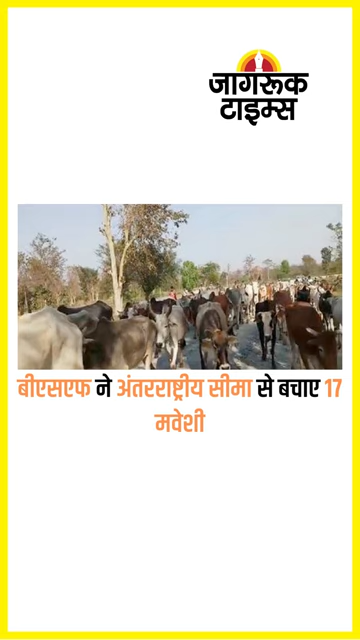 जागरूक
टाइम्स
बीएसएफ ने अंतरराष्ट्रीय सीमा से बचाए 17
मवेशी